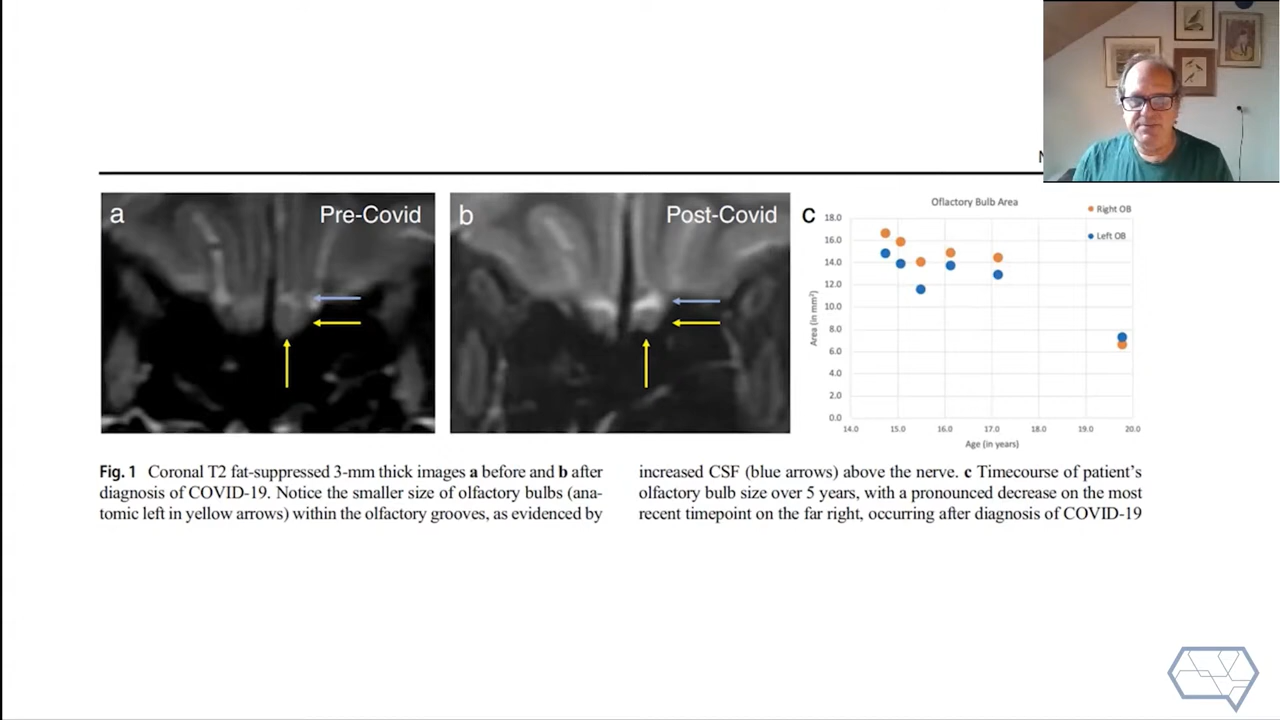 N
a
Pre-Covid
b
Post-Covid
c
Oflactory Bulb Area
Right OB
Left OB
18.0
16.0
14.0
12.0
10.0
8.0
6.0
4.0
2.0
0.0
Area (in mm²)
14.0 15.0 16.0 17.0 18.0 19.0 20.0
Age (in years)
Fig. 1 Coronal T2 fat-suppressed 3-mm thick images a before and b after
diagnosis of COVID-19. Notice the smaller size of olfactory bulbs (ana-
tomic left in yellow arrows) within the olfactory grooves, as evidenced by
increased CSF (blue arrows) above the nerve. c Timecourse of patient's
olfactory bulb size over 5 years, with a pronounced decrease on the most
recent timepoint on the far right, occurring after diagnosis of COVID-19